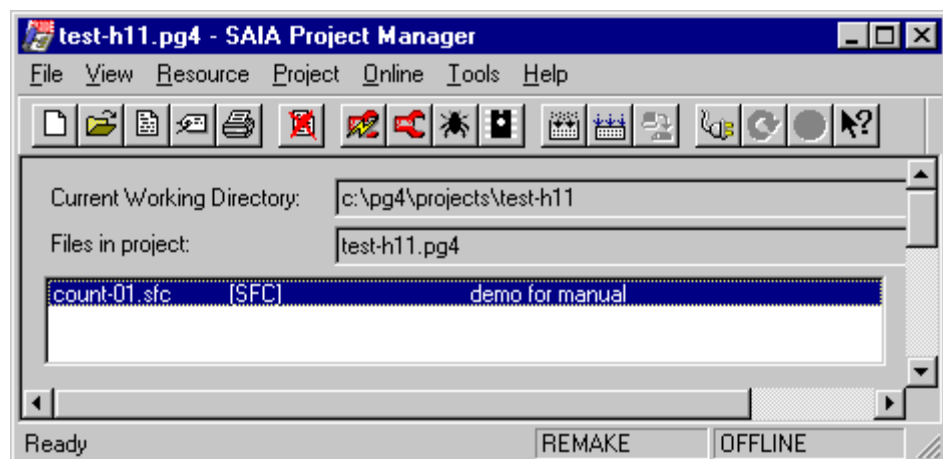 test-h11.pg4 - SAIA Project Manager
File View Resource Project Online Tools Help
Current Working Directory: c:\pg4\projects\test-h11
Files in project: test-h11.pg4
count-01.sfc [SFC] demo for manual
Ready REMAKE OFFLINE